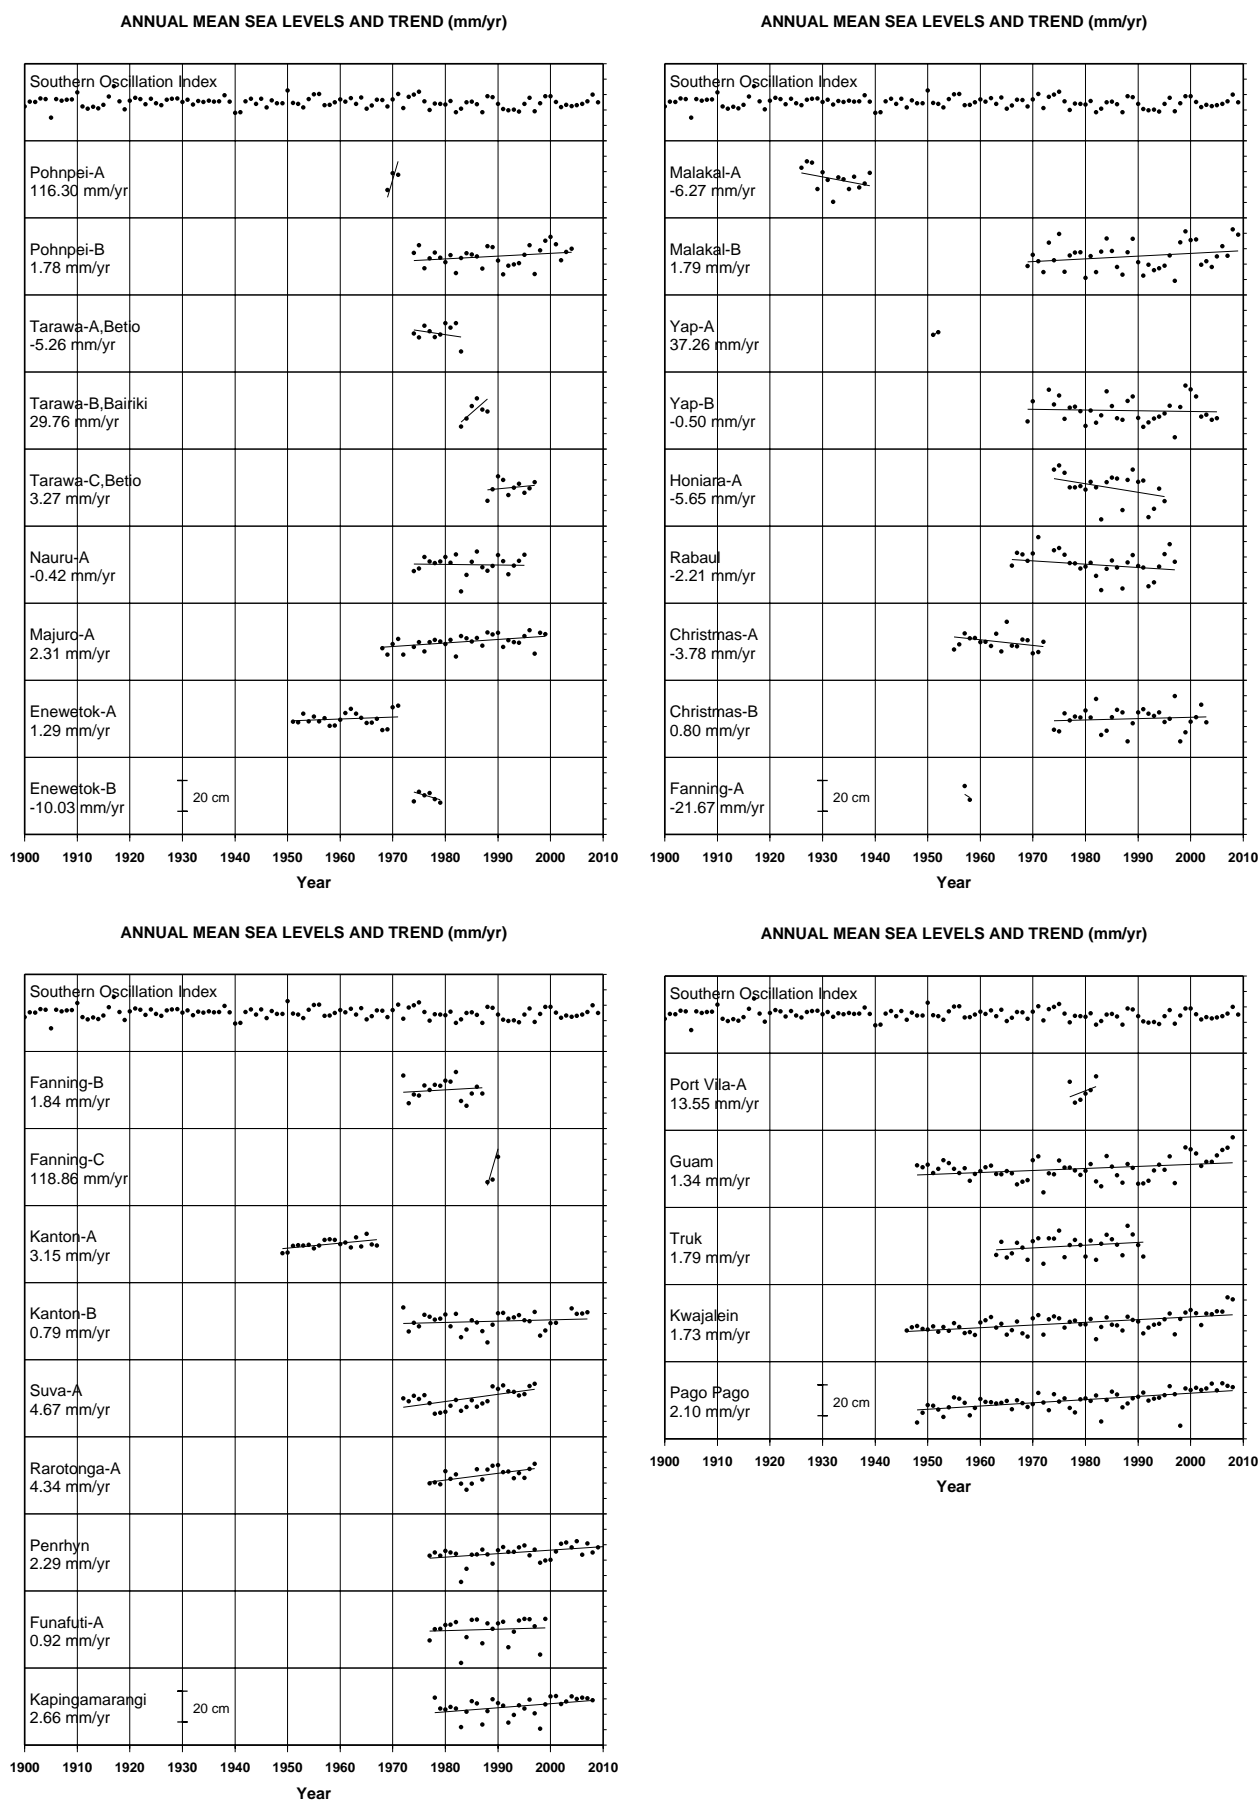 ANNUAL MEAN SEA LEVELS AND TREND (mm/yr)
Southern Oscillation Index
Pohnpei-A
116.30 mm/yr
Pohnpei-B
1.78 mm/yr
Tarawa-A,Betio
-5.26 mm/yr
Tarawa-B,Bairiki
29.76 mm/yr
Tarawa-C,Betio
3.27 mm/yr
Nauru-A
-0.42 mm/yr
Majuro-A
2.31 mm/yr
Enewetok-A
1.29 mm/yr
Enewetok-B
-10.03 mm/yr
20 cm
1900 1910 1920 1930 1940 1950 1960 1970 1980 1990 2000 2010
Year
ANNUAL MEAN SEA LEVELS AND TREND (mm/yr)
Southern Oscillation Index
Malakal-A
-6.27 mm/yr
Malakal-B
1.79 mm/yr
Yap-A
37.26 mm/yr
Yap-B
-0.50 mm/yr
Honiara-A
-5.65 mm/yr
Rabaul
-2.21 mm/yr
Christmas-A
-3.78 mm/yr
Christmas-B
0.80 mm/yr
Fanning-A
-21.67 mm/yr
20 cm
1900 1910 1920 1930 1940 1950 1960 1970 1980 1990 2000 2010
Year
ANNUAL MEAN SEA LEVELS AND TREND (mm/yr)
Southern Oscillation Index
Fanning-B
1.84 mm/yr
Fanning-C
118.86 mm/yr
Kanton-A
3.15 mm/yr
Kanton-B
0.79 mm/yr
Suva-A
4.67 mm/yr
Rarotonga-A
4.34 mm/yr
Penrhyn
2.29 mm/yr
Funafuti-A
0.92 mm/yr
Kapingamarangi
2.66 mm/yr
20 cm
1900 1910 1920 1930 1940 1950 1960 1970 1980 1990 2000 2010
Year
ANNUAL MEAN SEA LEVELS AND TREND (mm/yr)
Southern Oscillation Index
Port Vila-A
13.55 mm/yr
Guam
1.34 mm/yr
Truk
1.79 mm/yr
Kwajalein
1.73 mm/yr
Pago Pago
2.10 mm/yr
20 cm
1900 1910 1920 1930 1940 1950 1960 1970 1980 1990 2000 2010
Year